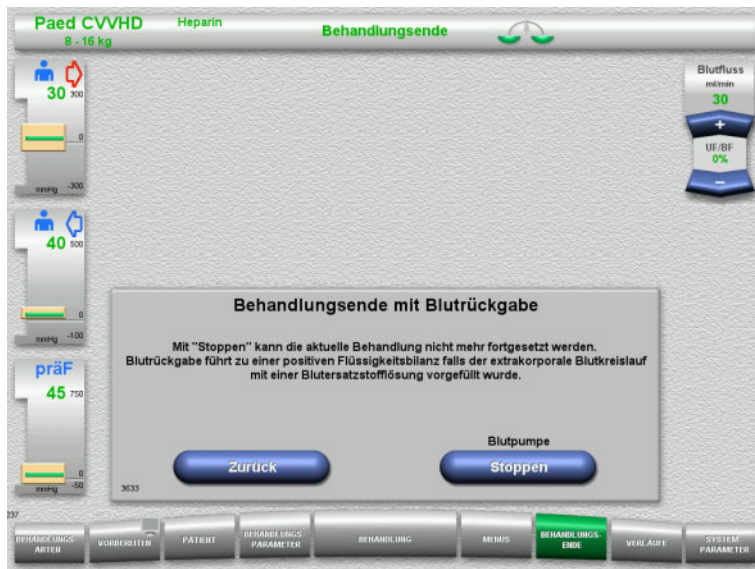 Paed CVVHD
8 - 16 kg
Heparin
Behandlungsende
30 300
0
mmHg -300
40 500
0
mmHg -100
präF
45 750
0
mmHg -50
Blutfluss
ml/min
30
+
UF/BF
0%
−
Behandlungsende mit Blutrückgabe
Mit "Stoppen" kann die aktuelle Behandlung nicht mehr fortgesetzt werden.
Blutrückgabe führt zu einer positiven Flüssigkeitsbilanz falls der extrakorporale Blutkreislauf
mit einer Blutersatzstofflösung vorgefüllt wurde.
Zurück
Blutpumpe
Stoppen
3633
237
BEHANDLUNGS-
ARTEN
VORBEREITEN
PATIENT
BEHANDLUNGS-
PARAMETER
BEHANDLUNG
MENUS
BEHANDLUNGS-
ENDE
VERLÄUFE
SYSTEM
PARAMETER